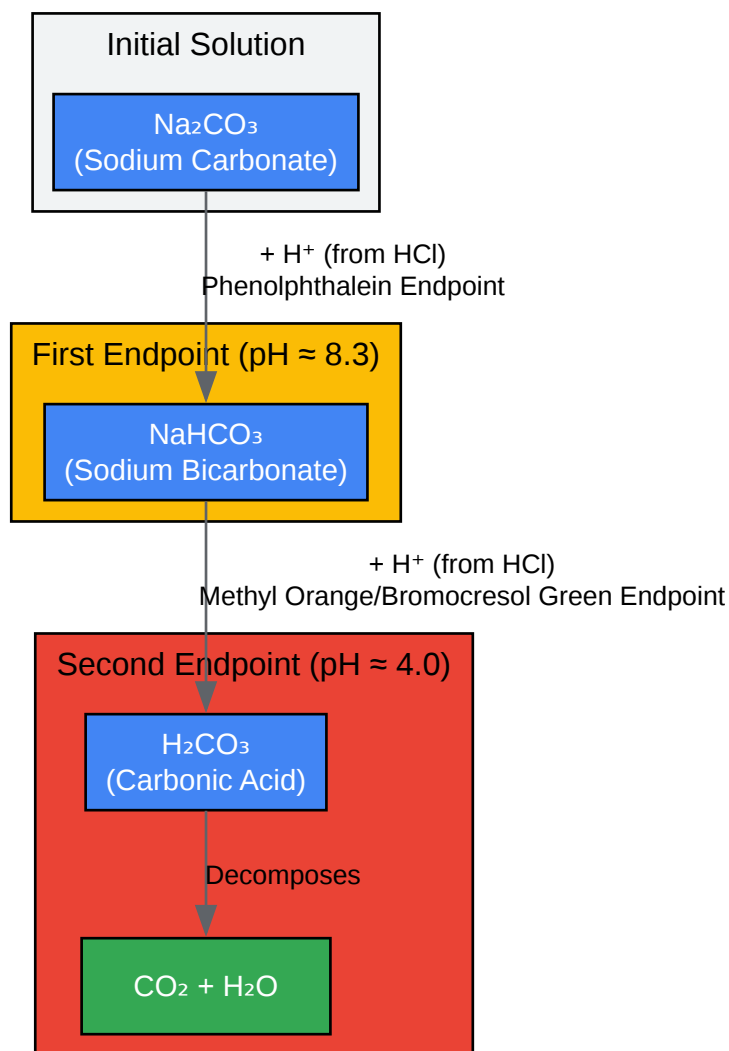 Initial Solution
Na₂CO₃
(Sodium Carbonate)
+ H⁺ (from HCl)
Phenolphthalein Endpoint
First Endpoint (pH ≈ 8.3)
NaHCO₃
(Sodium Bicarbonate)
+ H⁺ (from HCl)
Methyl Orange/Bromocresol Green Endpoint
Second Endpoint (pH ≈ 4.0)
H₂CO₃
(Carbonic Acid)
Decomposes
CO₂ + H₂O